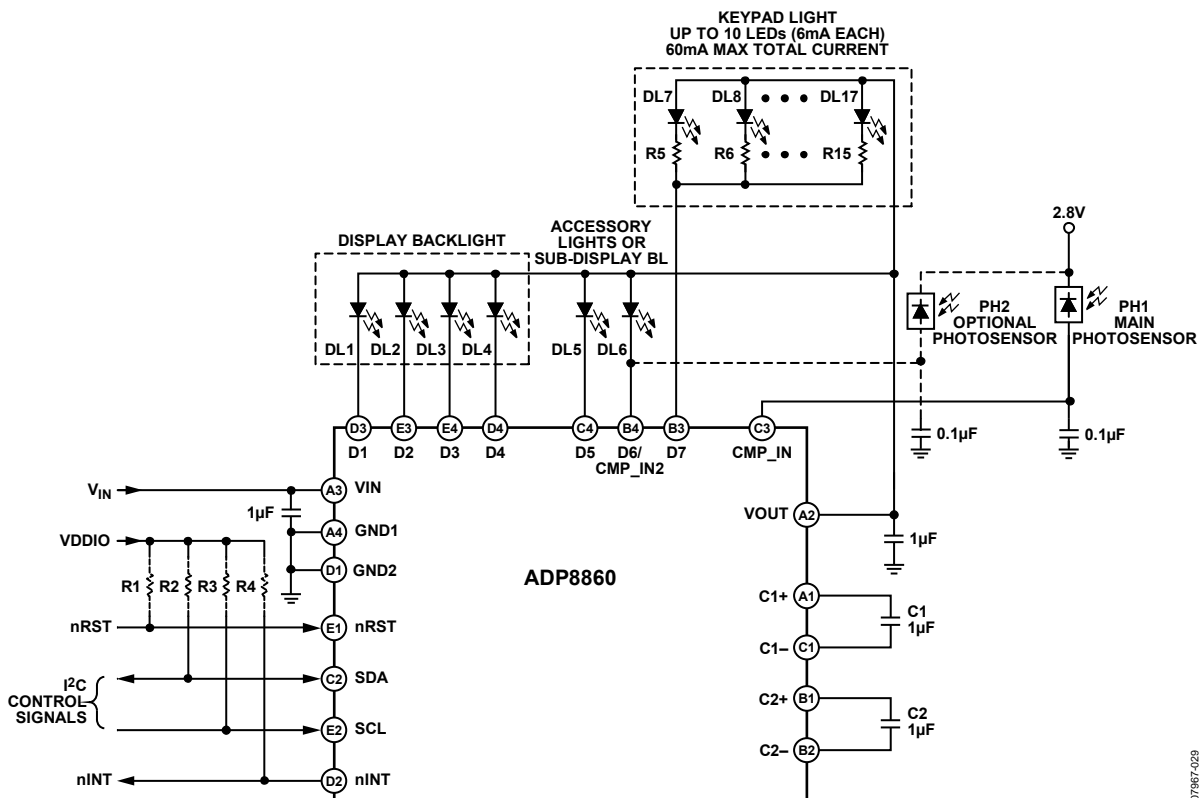 KEYPAD LIGHT
UP TO 10 LEDs (6mA EACH)
60mA MAX TOTAL CURRENT
DL7
DL8
DL17
R5
R6
R15
2.8V
DISPLAY BACKLIGHT
ACCESSORY
LIGHTS OR
SUB-DISPLAY BL
PH2
OPTIONAL
PHOTOSENSOR
PH1
MAIN
PHOTOSENSOR
DL1
DL2
DL3
DL4
DL5
DL6
0.1µF
0.1µF
D3
E3
E4
D4
C4
B4
B3
C3
D1
D2
D3
D4
D5
D6/
CMP_IN2
D7
CMP_IN
VIN
A3
VIN
1µF
A4
GND1
VOUT
A2
1µF
VDDIO
D1
GND2
ADP8860
R1
R2
R3
R4
C1+
A1
C1
1µF
nRST
E1
nRST
C1–
C1
I2C
CONTROL
SIGNALS
C2
SDA
C2+
B1
C2
1µF
E2
SCL
C2–
B2
nINT
D2
nINT
07967-029